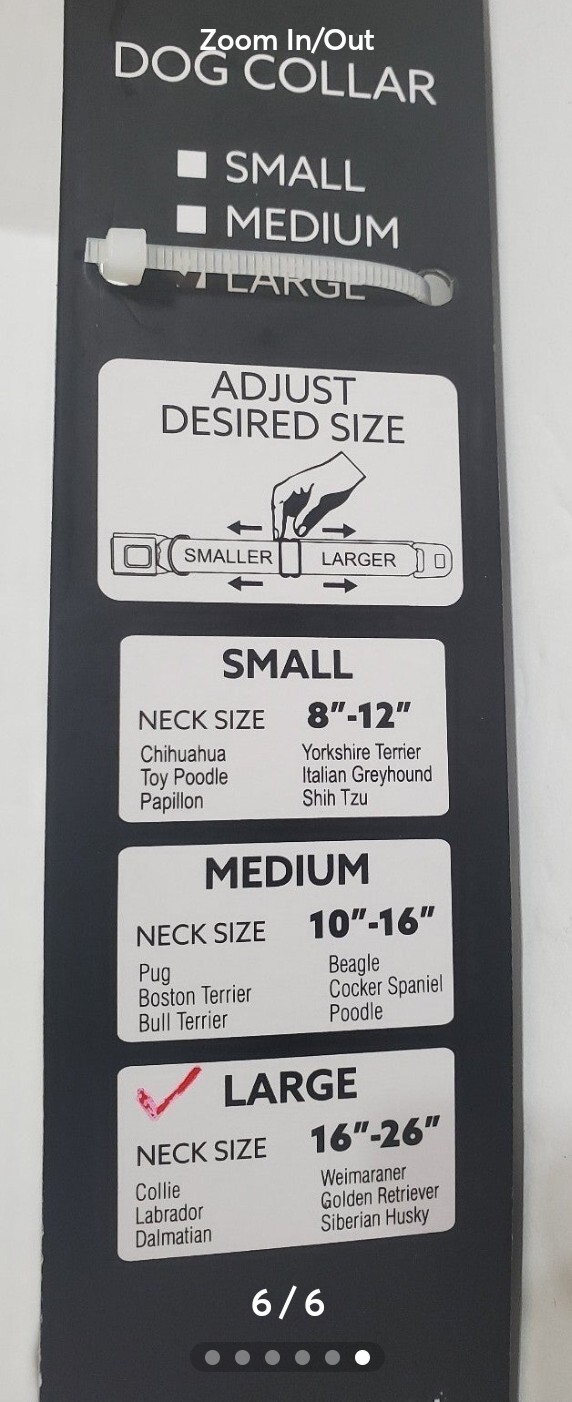 Zoom In/Out
DOG COLLAR
SMALL
MEDIUM
LARGE
ADJUST
DESIRED SIZE
SMALLER LARGER
SMALL
NECK SIZE 8"-12"
Chihuahua Yorkshire Terrier
Toy Poodle Italian Greyhound
Papillon Shih Tzu
MEDIUM
NECK SIZE 10"-16"
Pug Beagle
Boston Terrier Cocker Spaniel
Bull Terrier Poodle
LARGE
NECK SIZE 16"-26"
Collie Weimaraner
Labrador Golden Retriever
Dalmatian Siberian Husky
6/6